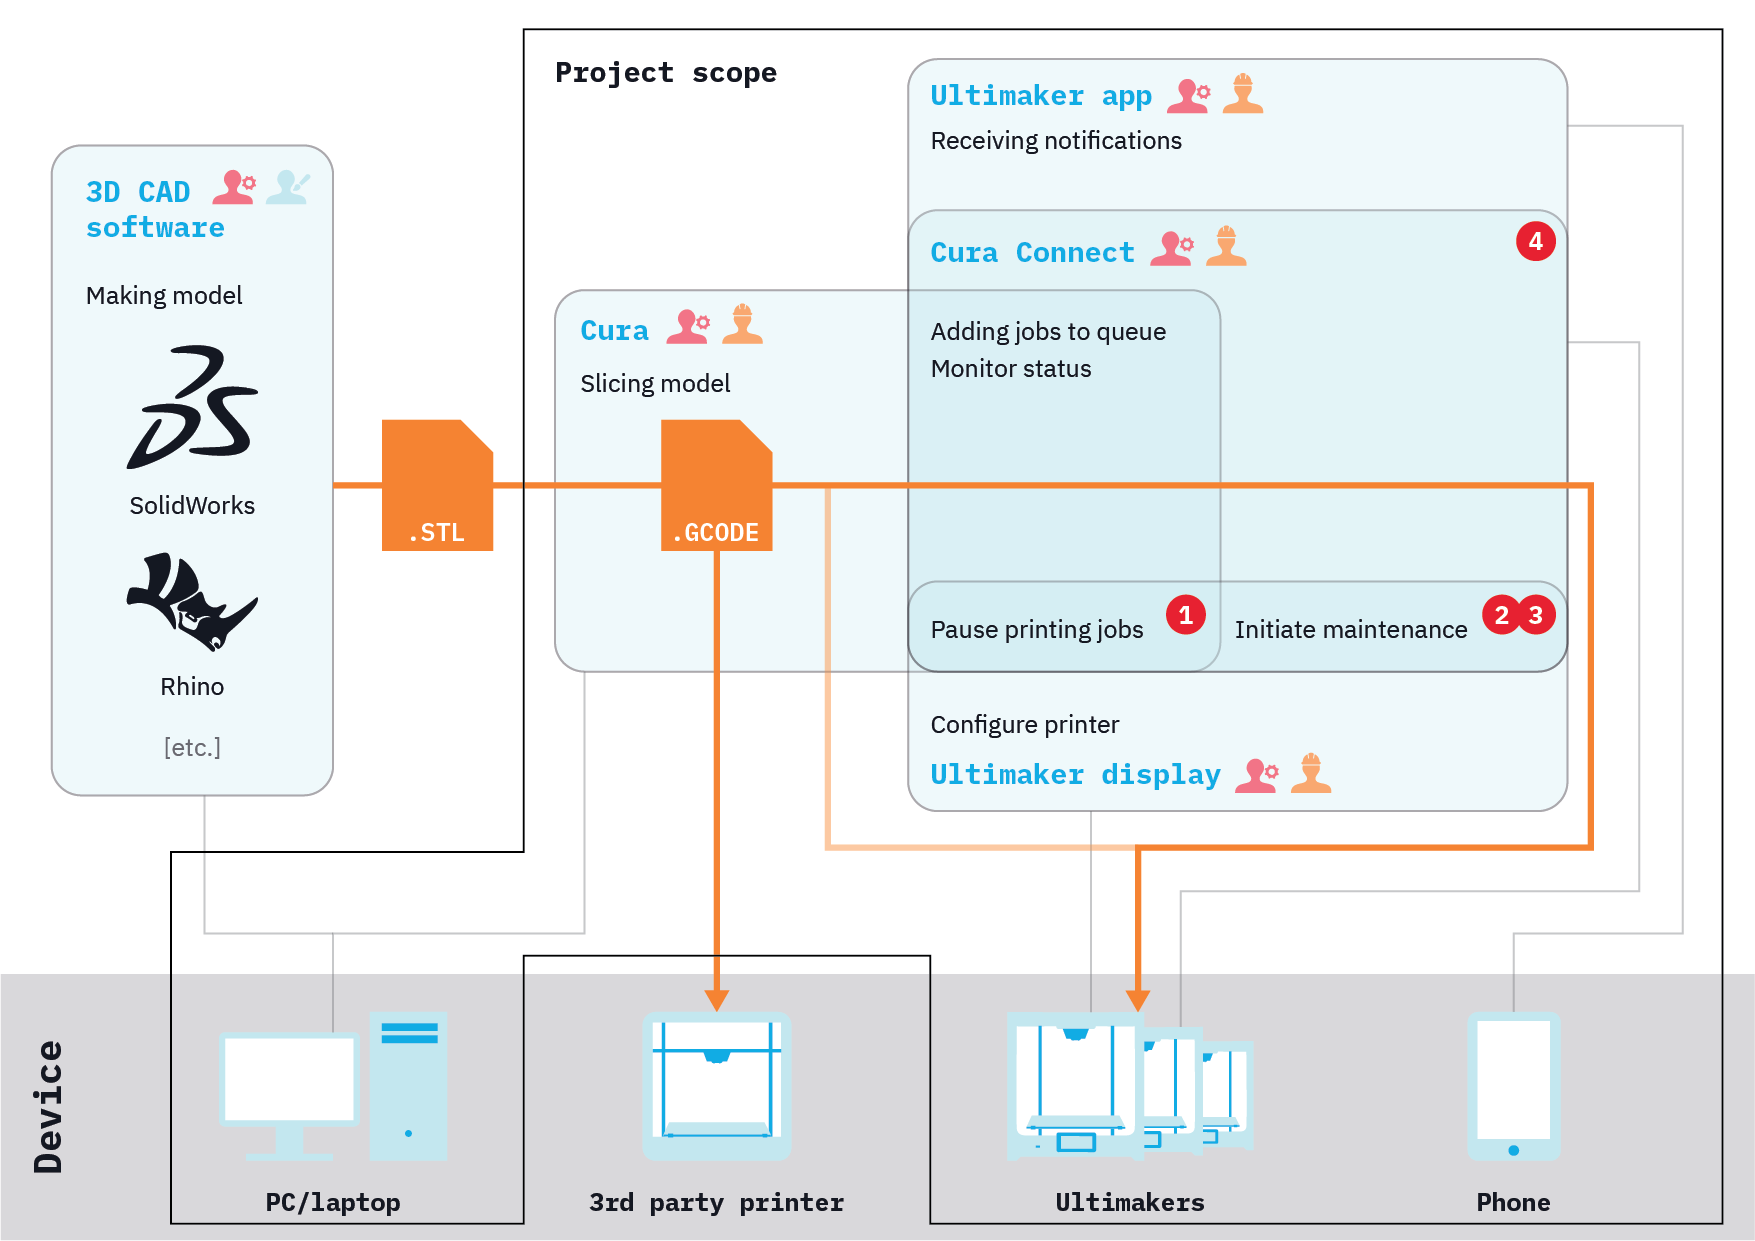 Project scope
Ultimaker app
Receiving notifications
3D CAD
software
Making model
SolidWorks
Rhino
[etc.]
.STL
Cura Connect
4
Cura
Slicing model
.GCODE
Adding jobs to queue
Monitor status
Pause printing jobs
1
Initiate maintenance
2
3
Configure printer
Ultimaker display
Device
PC/laptop
3rd party printer
Ultimakers
Phone